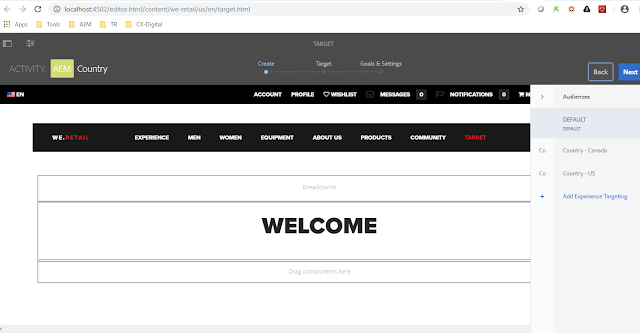 localhost:4502/editor.html/content/we-retail/us/en/target.html
Apps Tools AEM TR CX-Digital
TARGET
ACTIVITY: AEM Country
Create Target Goals & Settings
Back Next
EN ACCOUNT PROFILE WISHLIST MESSAGES 0 NOTIFICATIONS 0 M
Audiences
WE.RETAIL EXPERIENCE MEN WOMEN EQUIPMENT ABOUT US PRODUCTS COMMUNITY TARGET
DEFAULT
DEFAULT
Co Country - Canada
Co Country - US
Breadcrumb
+ Add Experience Targeting
WELCOME
Drag components here